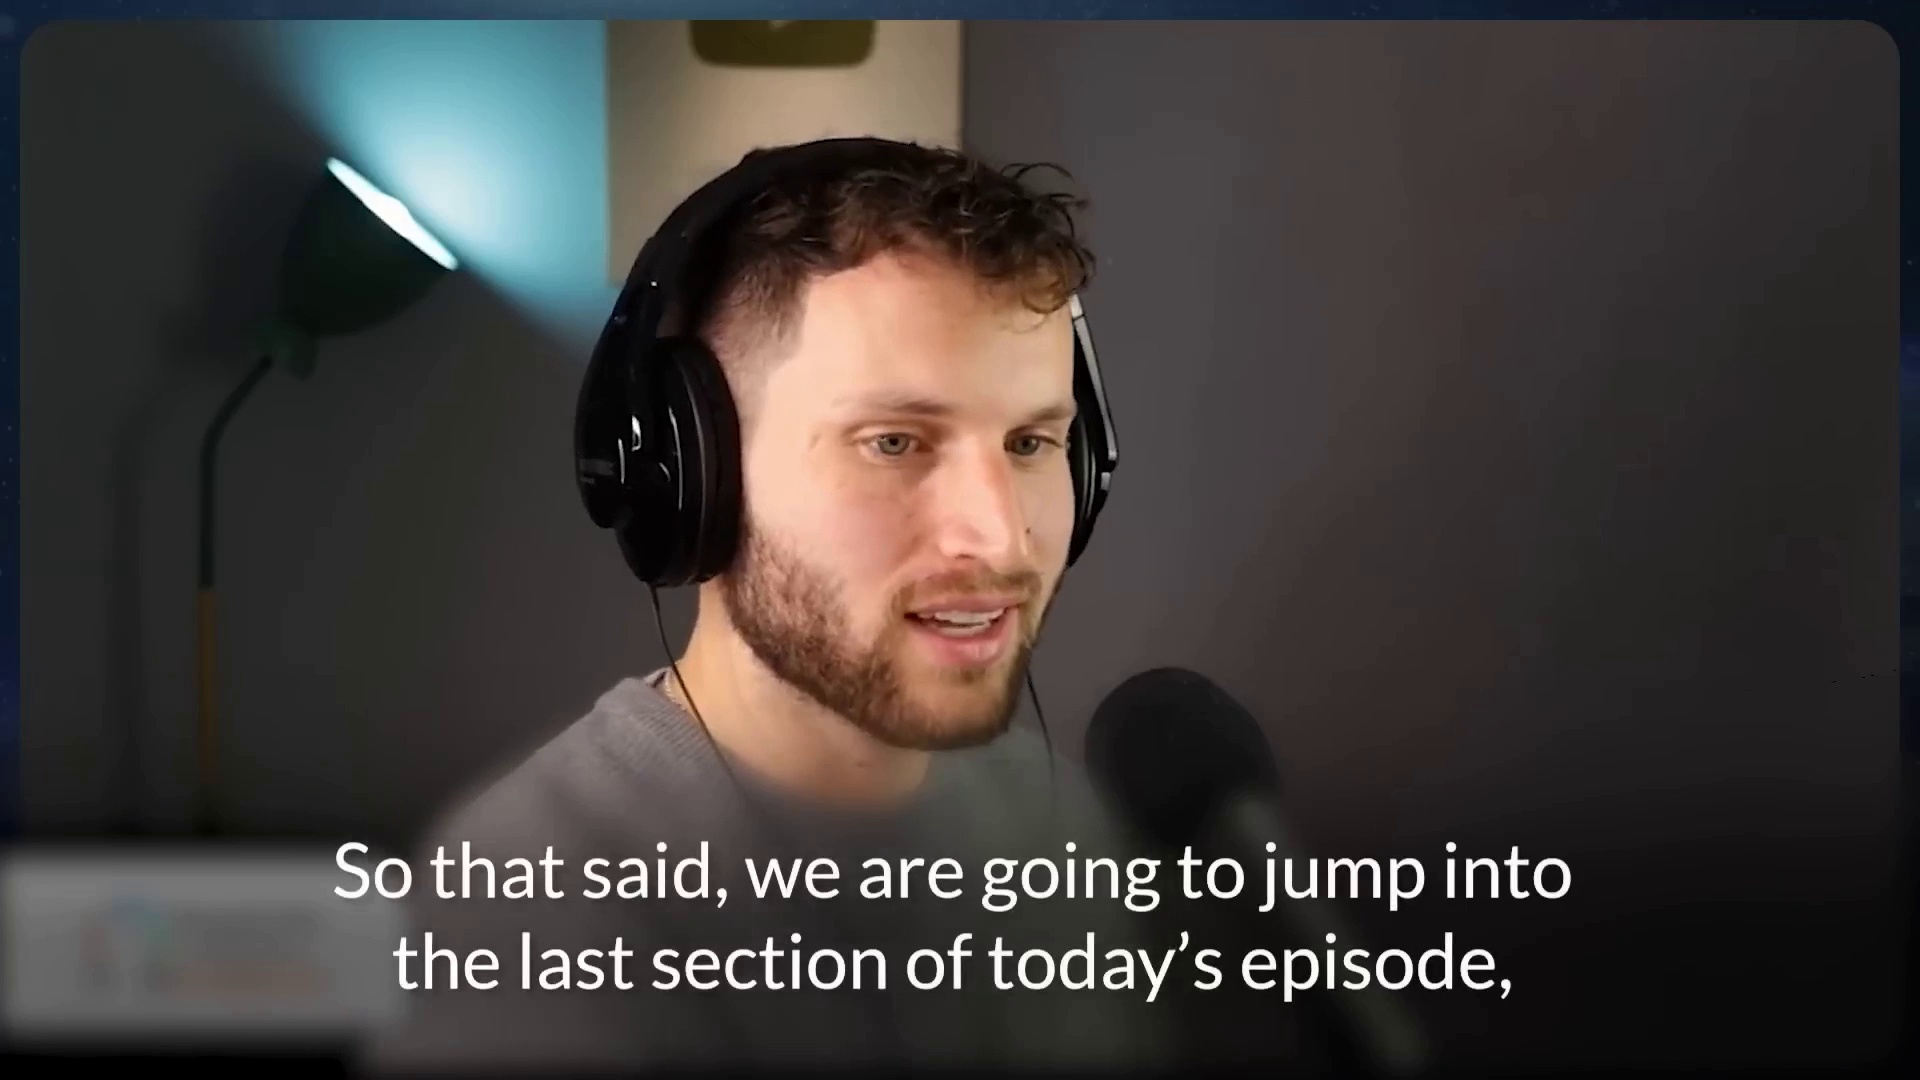 So that said, we are going to jump into
the last section of today’s episode,